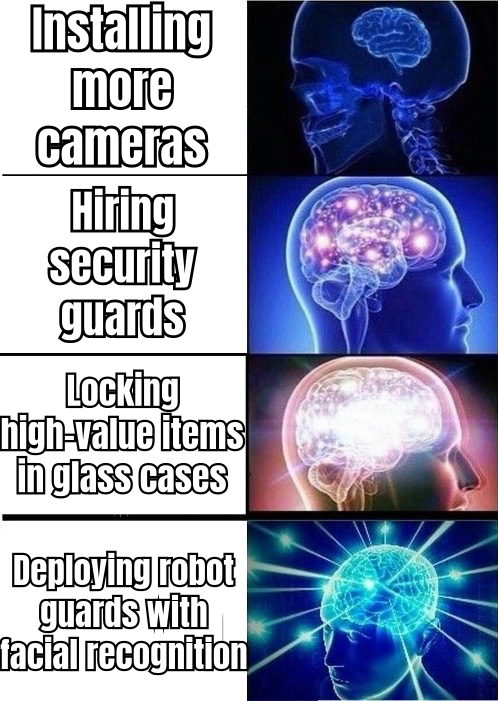 Installing
more
cameras
Hiring
security
guards
Locking
high-value items
in glass cases
Deploying robot
guards with
facial recognition